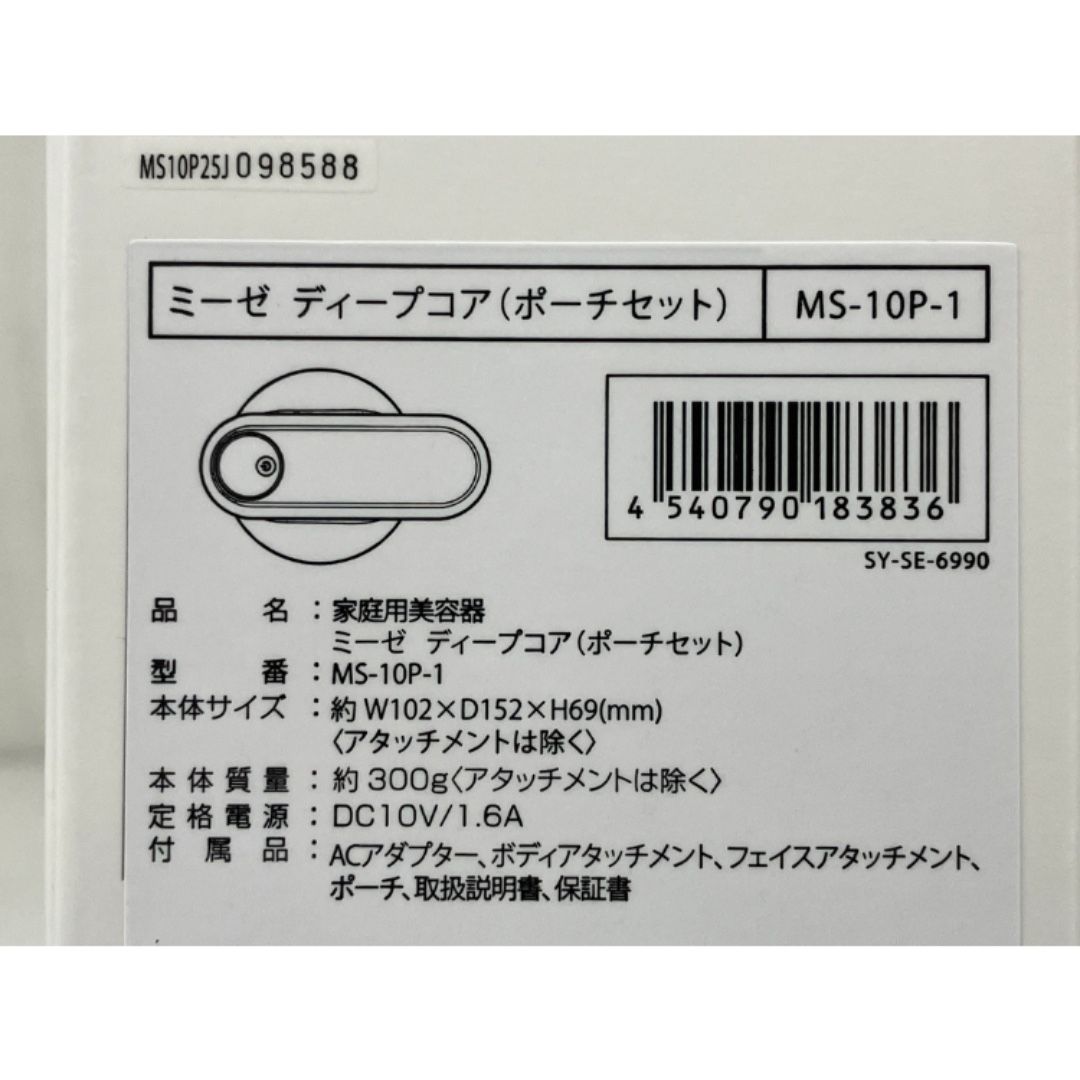 MS10P25J098588
ミーゼ ディープコア(ポーチセット) MS-10P-1
4 540790 183836
SY-SE-6990
品名：家庭用美容器
ミーゼ ディープコア(ポーチセット)
型番：MS-10P-1
本体サイズ：約 W102×D152×H69(mm)
〈アタッチメントは除く〉
本体質量：約300g〈アタッチメントは除く〉
定格電源：DC10V/1.6A
付属品：ACアダプター、ボディアタッチメント、フェイスアタッチメント、
ポーチ、取扱説明書、保証書